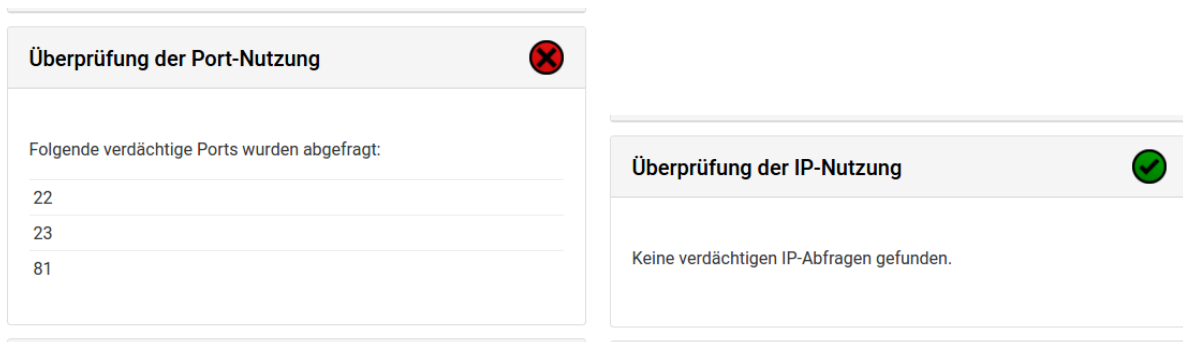 Überprüfung der Port-Nutzung
Folgende verdächtige Ports wurden abgefragt:
22
23
81
Überprüfung der IP-Nutzung
Keine verdächtigen IP-Abfragen gefunden.